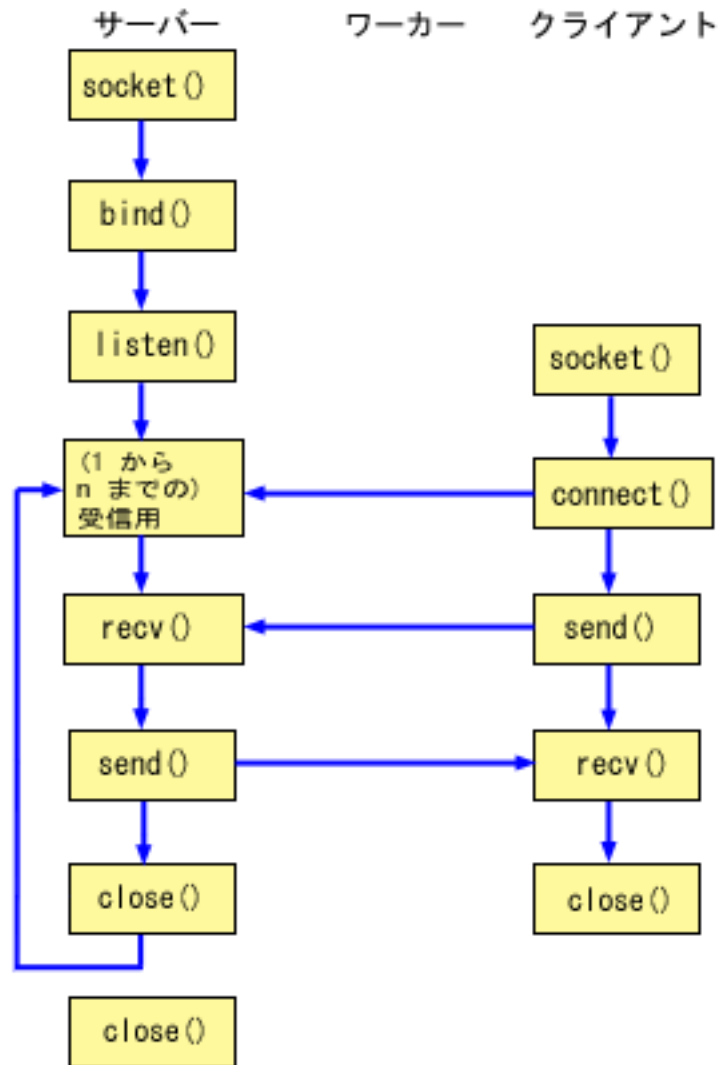 サーバー
ワーカー
クライアント
socket()
bind()
listen()
(1 から
n までの)
受信用
recv()
send()
close()
close()
socket()
connect()
send()
recv()
close()